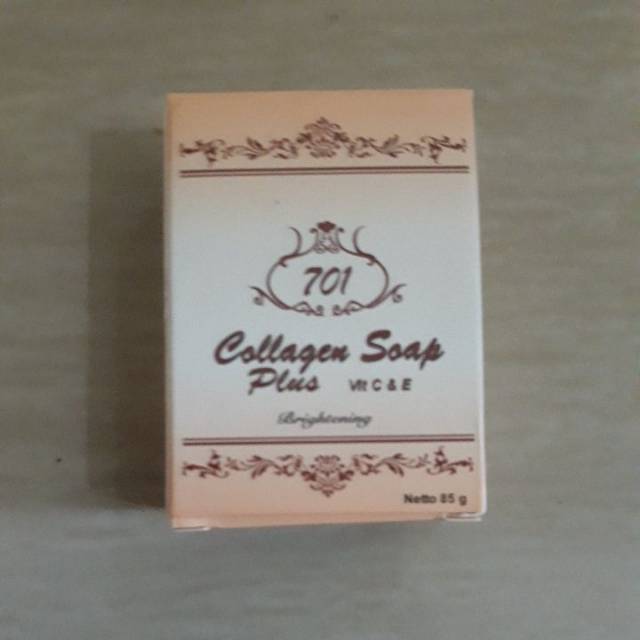 701
Collagen Soap
Plus Vit C & E
Brightening
Netto 85 g